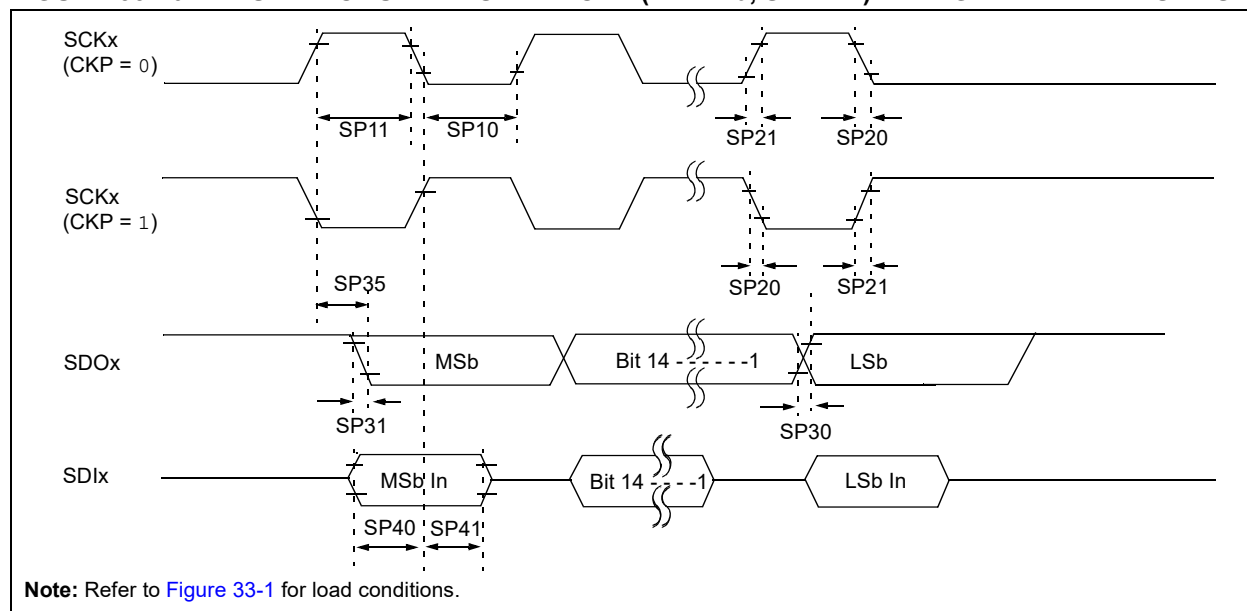 SCKx
(CKP = 0)
SP11
SP10
SP21
SP20
SCKx
(CKP = 1)
SP35
SP20
SP21
SDOx
MSb
Bit 14 - - - - - -1
LSb
SP31
SP30
SDIx
MSb In
Bit 14 - - - -1
LSb In
SP40
SP41
Note: Refer to Figure 33-1 for load conditions.